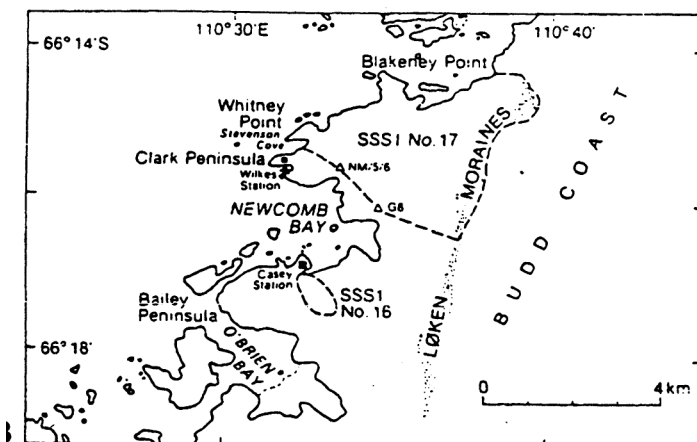 110°30'E
110°40'
66°14'S
Blakeney Point
Whitney
Point
Stevenson
Cove
SSS1 No.17
Clark Peninsula
NM/S/6
Wilkes
Station
MORAINES
G8
NEWCOMB
BAY
BUDD COAST
Casey
Station
SSS1
No.16
Bailey
Peninsula
LØKEN
O'BRIEN
BAY
66°18'
0
4 km